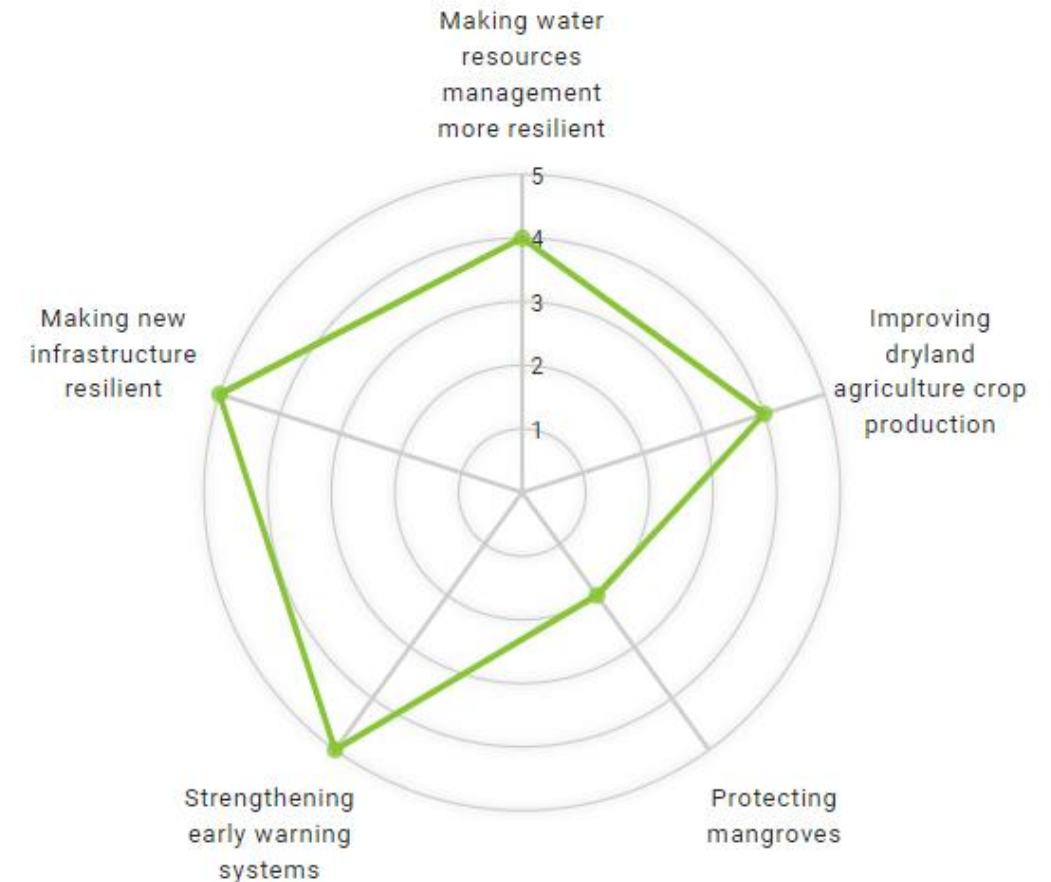 Making water
resources
management
more resilient
5
4
3
2
1
Making new
infrastructure
resilient
Improving
dryland
agriculture crop
production
Strengthening
early warning
systems
Protecting
mangroves